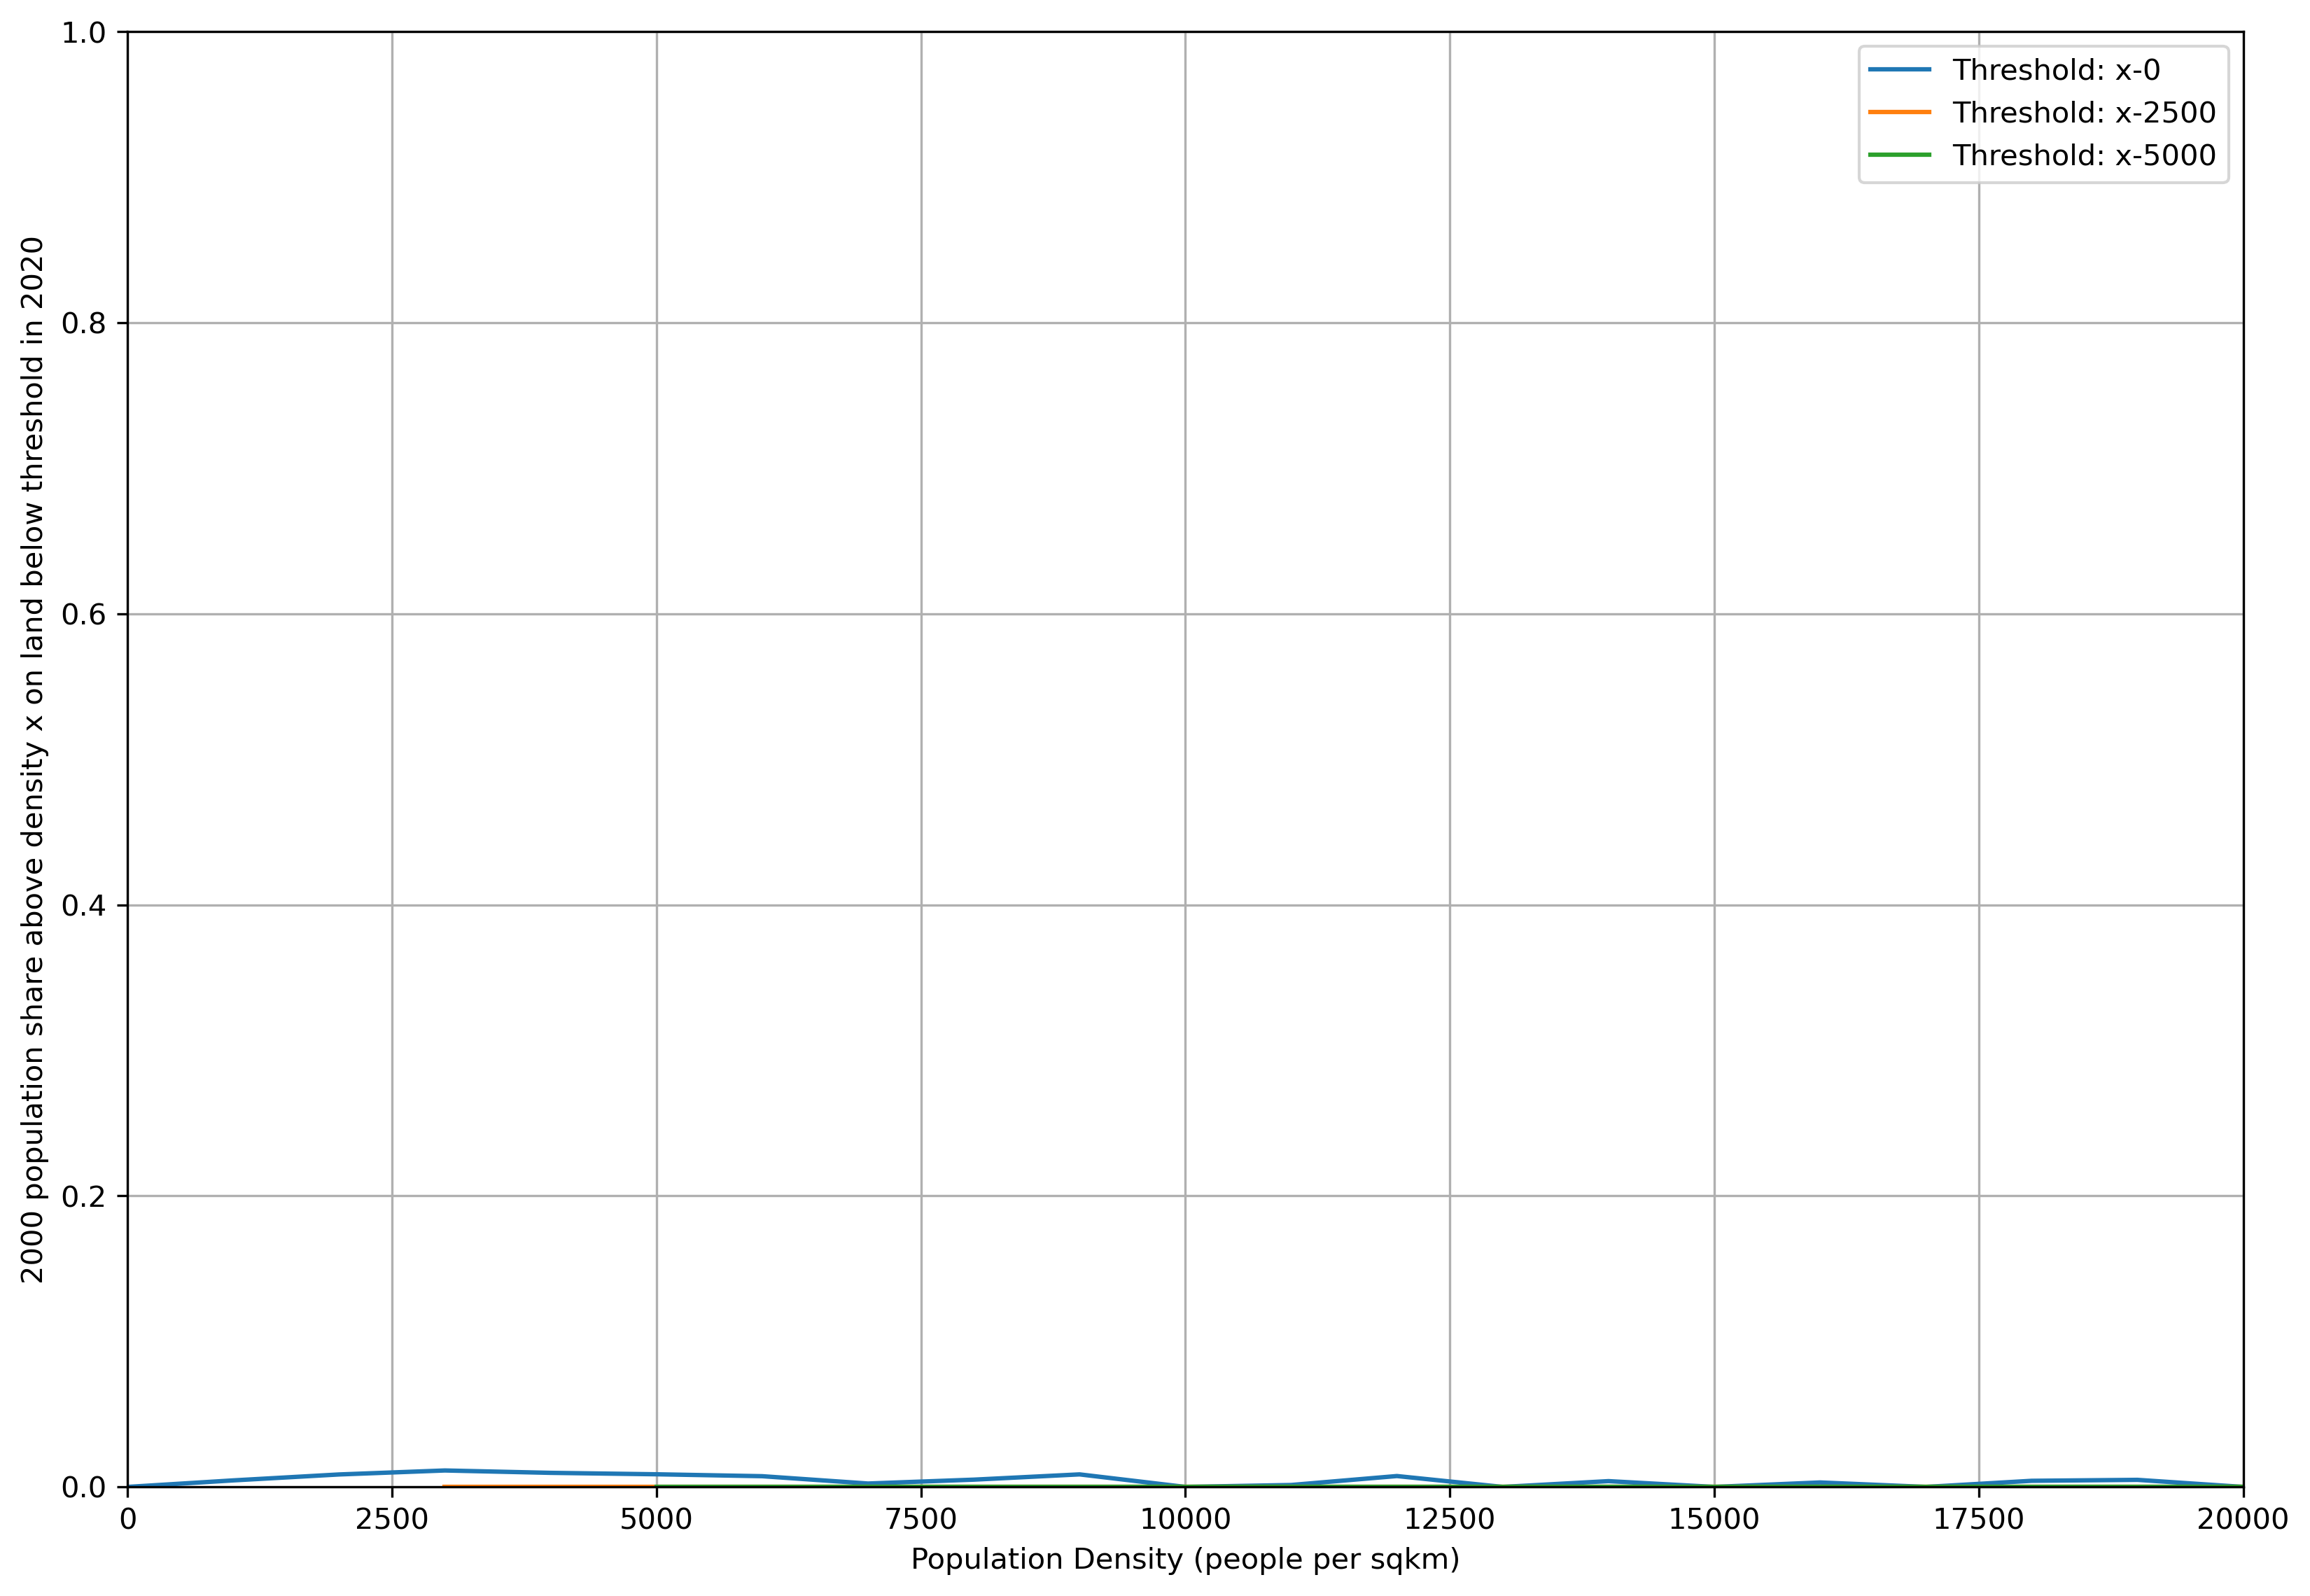 1.0
0.8
0.6
0.4
0.2
0.0
2000 population share above density x on land below threshold in 2020
Threshold: x-0
Threshold: x-2500
Threshold: x-5000
0 2500 5000 7500 10000 12500 15000 17500 20000
Population Density (people per sqkm)